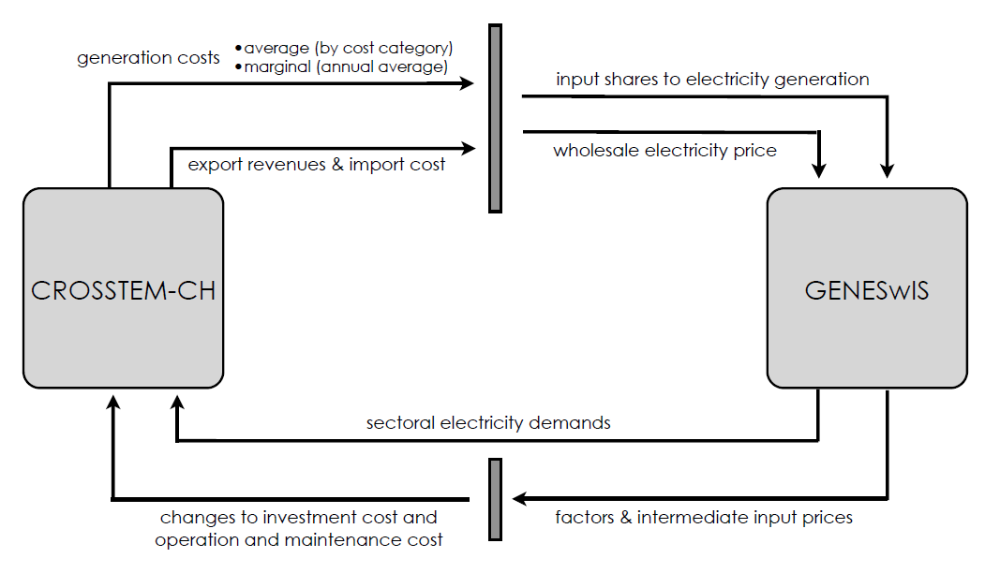 generation costs
• average (by cost category)
• marginal (annual average)
input shares to electricity generation
export revenues & import cost
wholesale electricity price
CROSSTEM-CH
GENESwIS
sectoral electricity demands
changes to investment cost and
operation and maintenance cost
factors & intermediate input prices